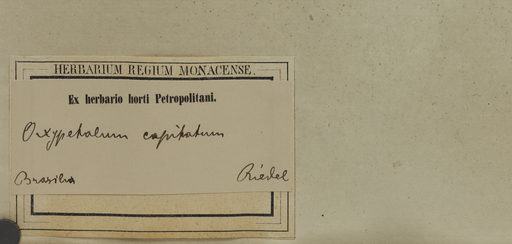 HERBARIUM REGIUM MONACENSE.
Ex herbario horti Petropolitani.
Oxypetalum capitatum
Brasilia
Riedel